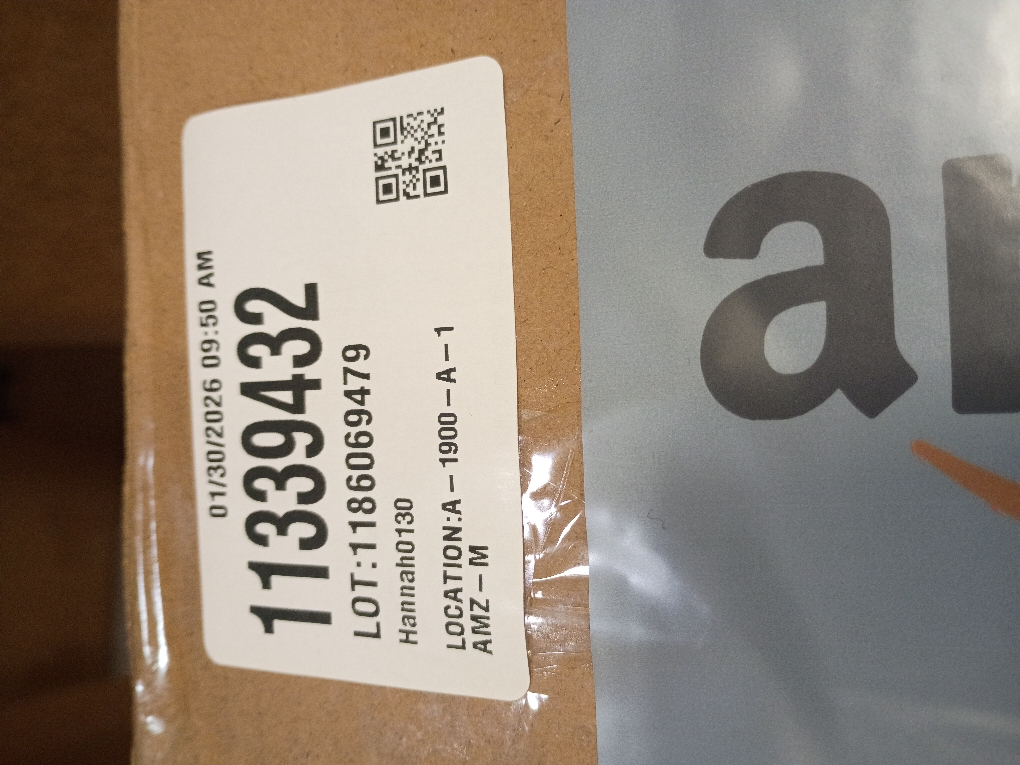 01/30/2026 09:50 AM
11339432
LOT:1186069479
Hannah0130
LOCATION:A-1900-A-1
AMZ-M
a